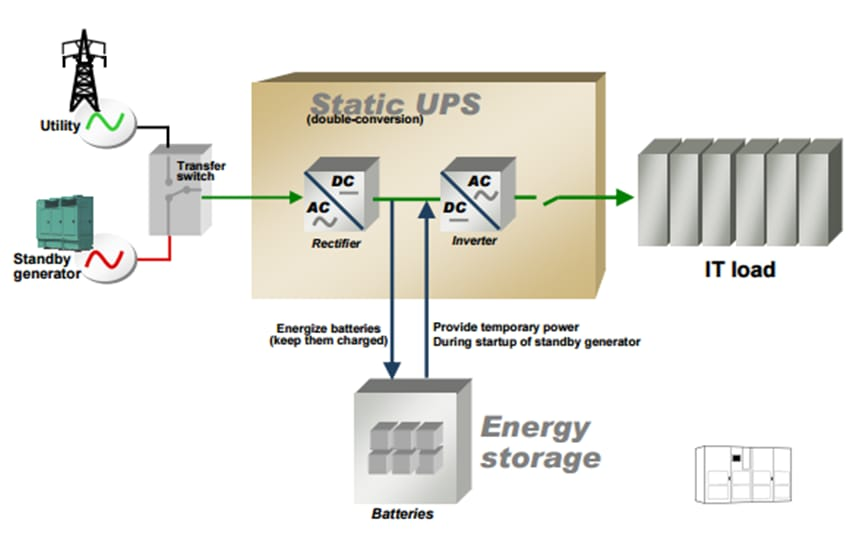 Static UPS
(double-conversion)
Utility
Transfer
switch
DC
AC
Rectifier
AC
DC
Inverter
Standby
generator
IT load
Energize batteries
(keep them charged)
Provide temporary power
During startup of standby generator
Energy
storage
Batteries